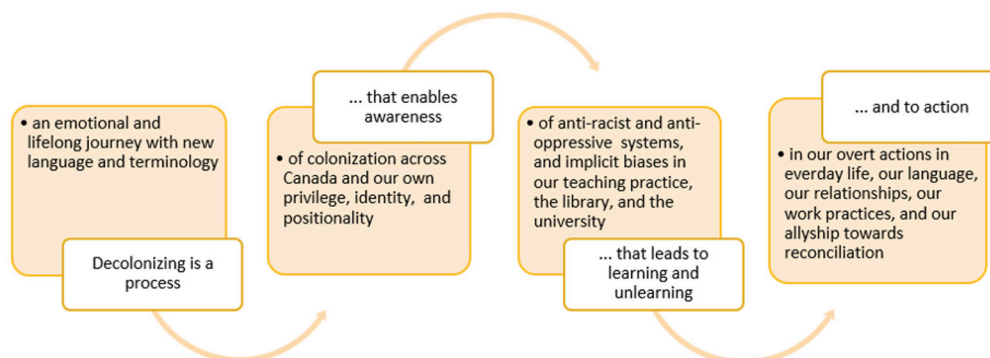 • an emotional and
lifelong journey with new
language and terminology
Decolonizing is a
process
... that enables
awareness
• of colonization across
Canada and our own
privilege, identity, and
positionality
• of anti-racist and anti-
oppressive systems,
and implicit biases in
our teaching practice,
the library, and the
university
... that leads to
learning and
unlearning
... and to action
• in our overt actions in
everday life, our language,
our relationships, our
work practices, and our
allyship towards
reconciliation